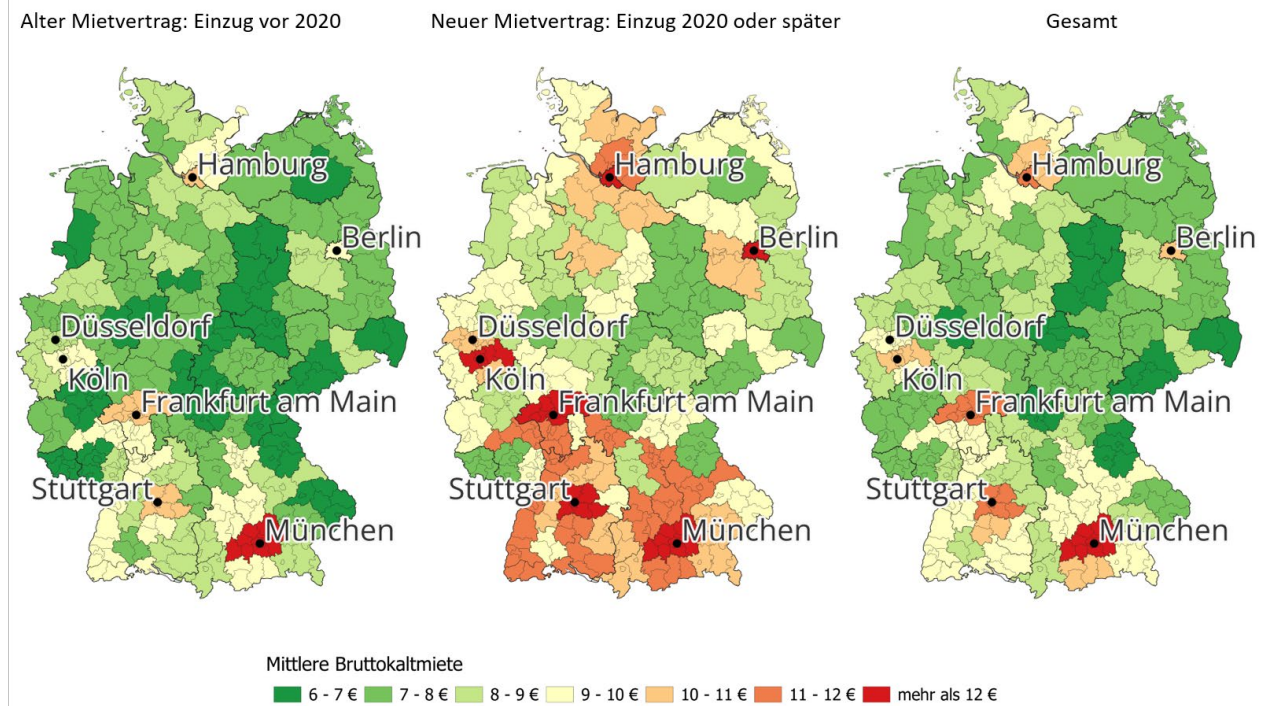 Alter Mietvertrag: Einzug vor 2020
Neuer Mietvertrag: Einzug 2020 oder später
Gesamt
Hamburg
Berlin
Düsseldorf
Köln
Frankfurt am Main
Stuttgart
München
Hamburg
Berlin
Düsseldorf
Köln
Frankfurt am Main
Stuttgart
München
Hamburg
Berlin
Düsseldorf
Köln
Frankfurt am Main
Stuttgart
München
Mittlere Bruttokaltmiete
6 - 7 € 7 - 8 € 8 - 9 € 9 - 10 € 10 - 11 € 11 - 12 € mehr als 12 €